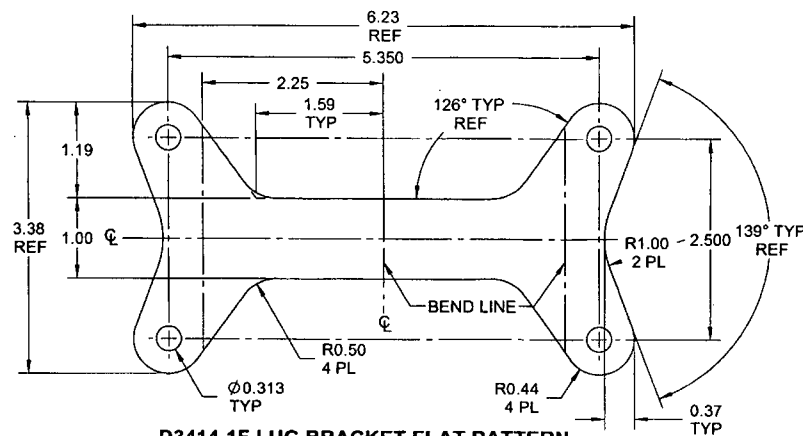 6.23
REF
5.350
2.25
1.59
TYP
126° TYP
REF
1.19
3.38
REF
1.00
℄
R1.00
2 PL
2.500
139° TYP
REF
BEND LINE
℄
R0.50
4 PL
Ø0.313
TYP
R0.44
4 PL
0.37
TYP